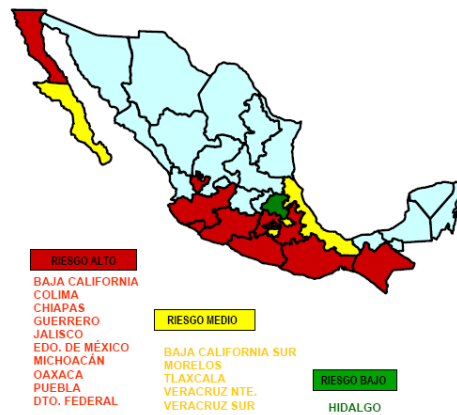 RIESGO ALTO
BAJA CALIFORNIA
COLIMA
CHIAPAS
GUERRERO
JALISCO
EDO. DE MÉXICO
MICHOACÁN
OAXACA
PUEBLA
DTO. FEDERAL
RIESGO MEDIO
BAJA CALIFORNIA SUR
MORELOS
TLAXCALA
VERACRUZ NTE.
VERACRUZ SUR
RIESGO BAJO
HIDALGO